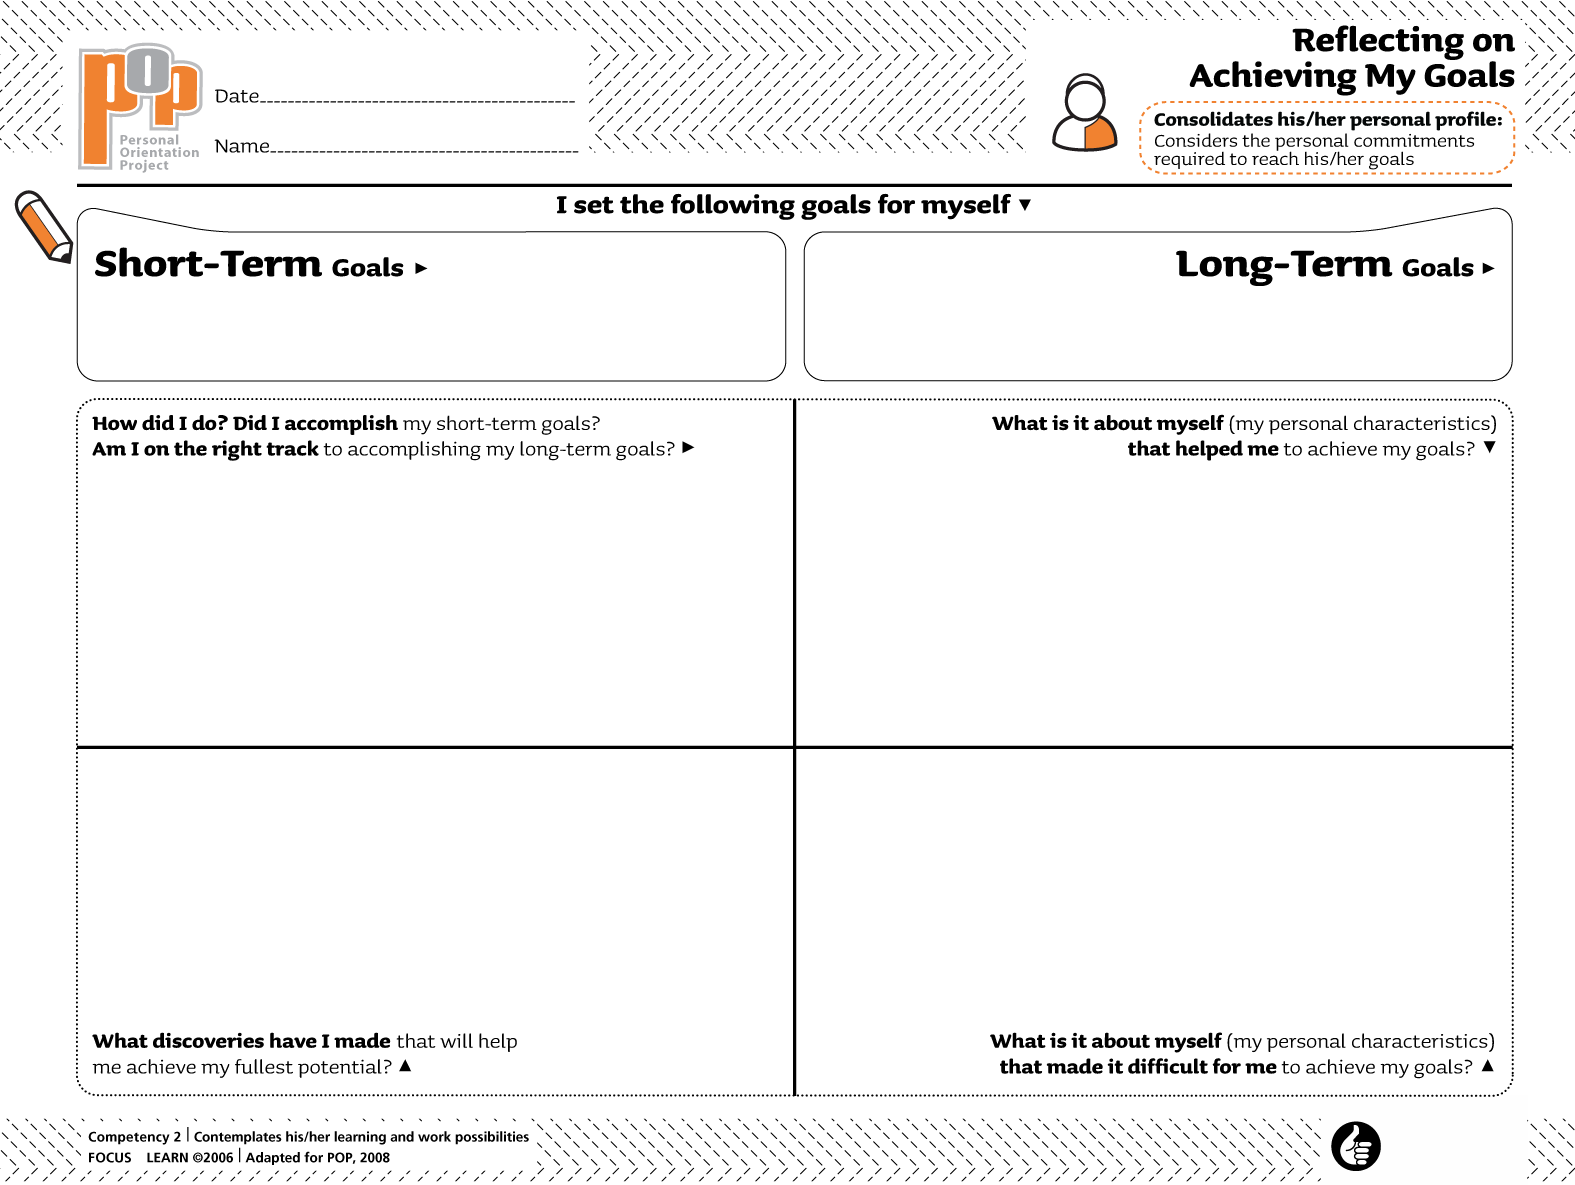 pop
Personal
Orientation
Project
Date
Name
Reflecting on
Achieving My Goals
Consolidates his/her personal profile:
Considers the personal commitments
required to reach his/her goals
I set the following goals for myself ▼
Short-Term Goals ►
Long-Term Goals ►
How did I do? Did I accomplish my short-term goals?
Am I on the right track to accomplishing my long-term goals? ►
What is it about myself (my personal characteristics)
that helped me to achieve my goals? ▼
What discoveries have I made that will help
me achieve my fullest potential? ▲
What is it about myself (my personal characteristics)
that made it difficult for me to achieve my goals? ▲
Competency 2 | Contemplates his/her learning and work possibilities
FOCUS LEARN ©2006 | Adapted for POP, 2008